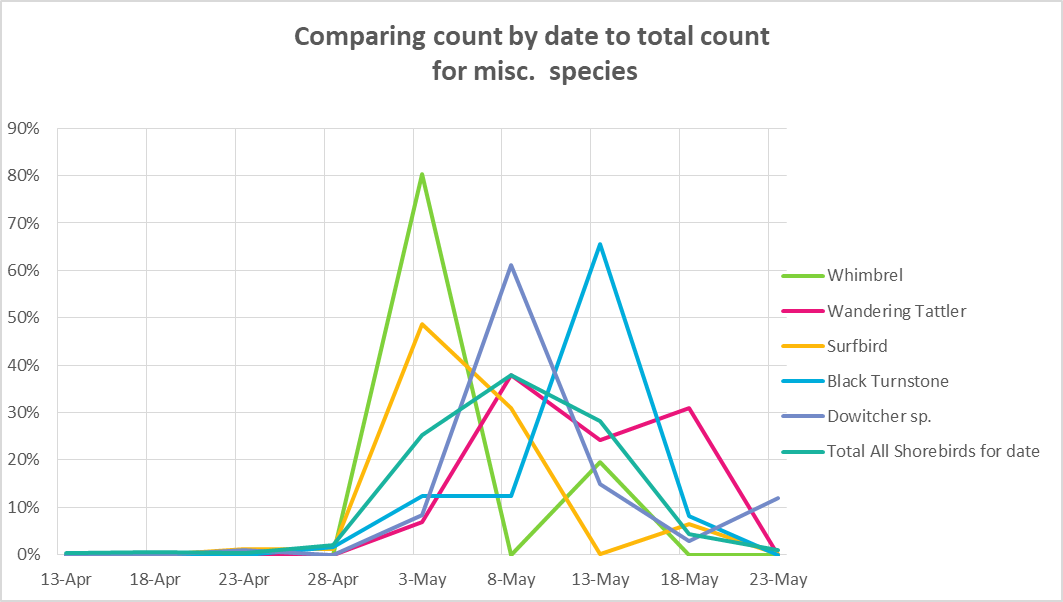 Comparing count by date to total count
for misc.  species
90%
80%
70%
60%
50%
40%
30%
20%
10%
0%
13-Apr 18-Apr 23-Apr 28-Apr 3-May 8-May 13-May 18-May 23-May
Whimbrel
Wandering Tattler
Surfbird
Black Turnstone
Dowitcher sp.
Total All Shorebirds for date